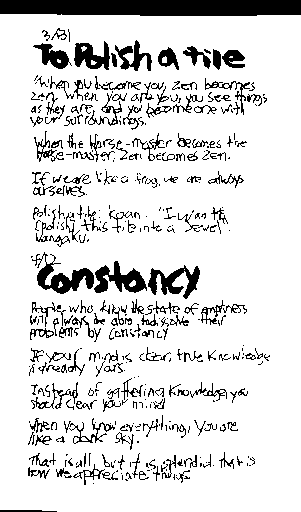 3/31
To Polish a tile
"When you become you, Zen becomes
Zen. When you are you, you see things
as they are, and you become one with
your surroundings.
When the Horse-master becomes the
Horse-master, Zen becomes Zen.
If we are like a frog, we are always
ourselves.
Polish a tile: koan. "I want to
polish this tile into a Jewel".
Nangaku.
4/12
Constancy
People who know the state of emptiness
will always be able to dissolve their
problems by constancy
If your mind is clear, true knowledge
is already yours.
Instead of gathering knowledge, you
should clear your mind
When you know everything, you are
like a dark sky.
That is all, but it is splendid. that is
how we appreciate things